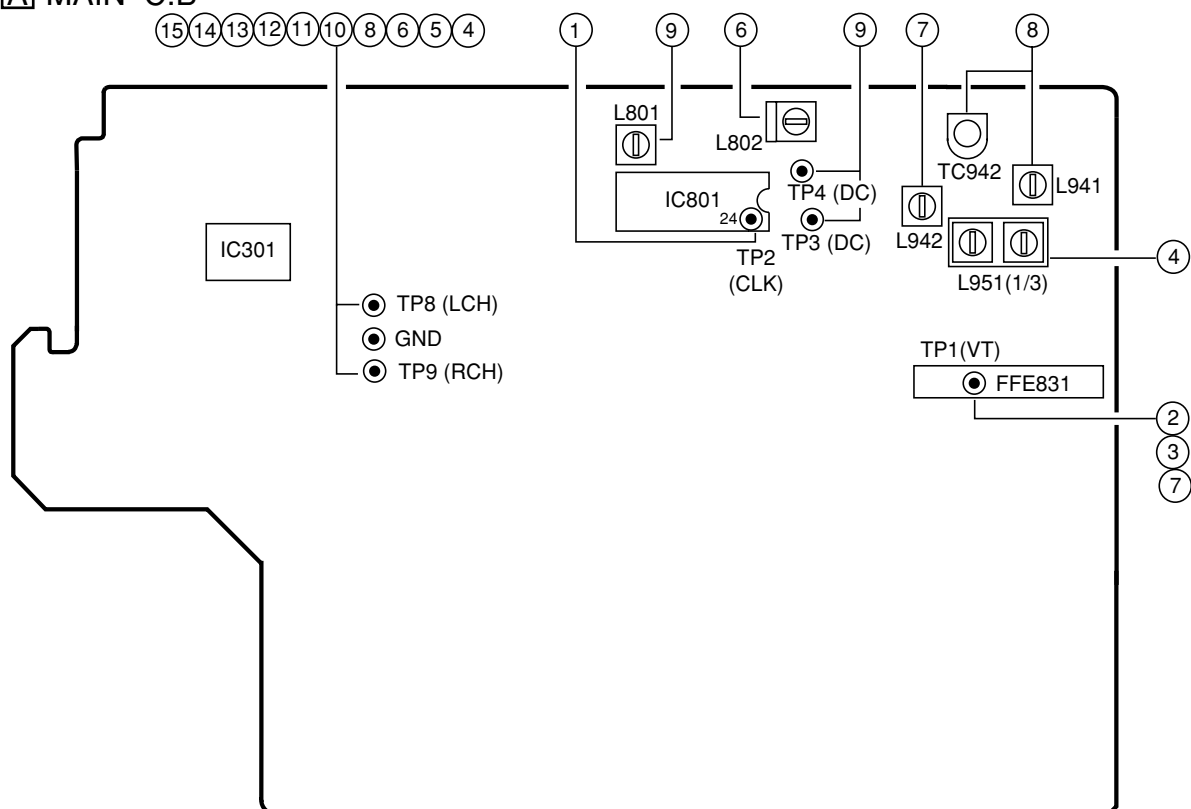 A MAIN C.B
15 14 13 12 11 10 8 6 5 4
1
9
6
9
7
8
L801
L802
TC942
TP4 (DC)
L941
IC801
24
TP3 (DC)
L942
IC301
TP2
(CLK)
4
L951(1/3)
TP8 (LCH)
GND
TP1(VT)
TP9 (RCH)
FFE831
2
3
7